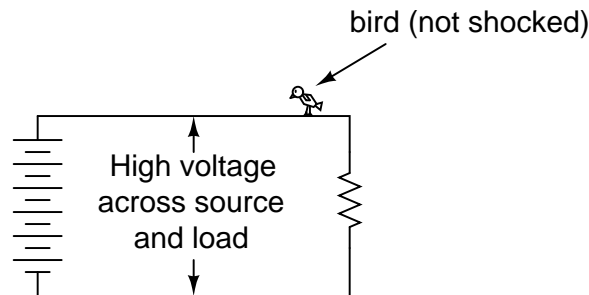 bird (not shocked)
High voltage
across source
and load